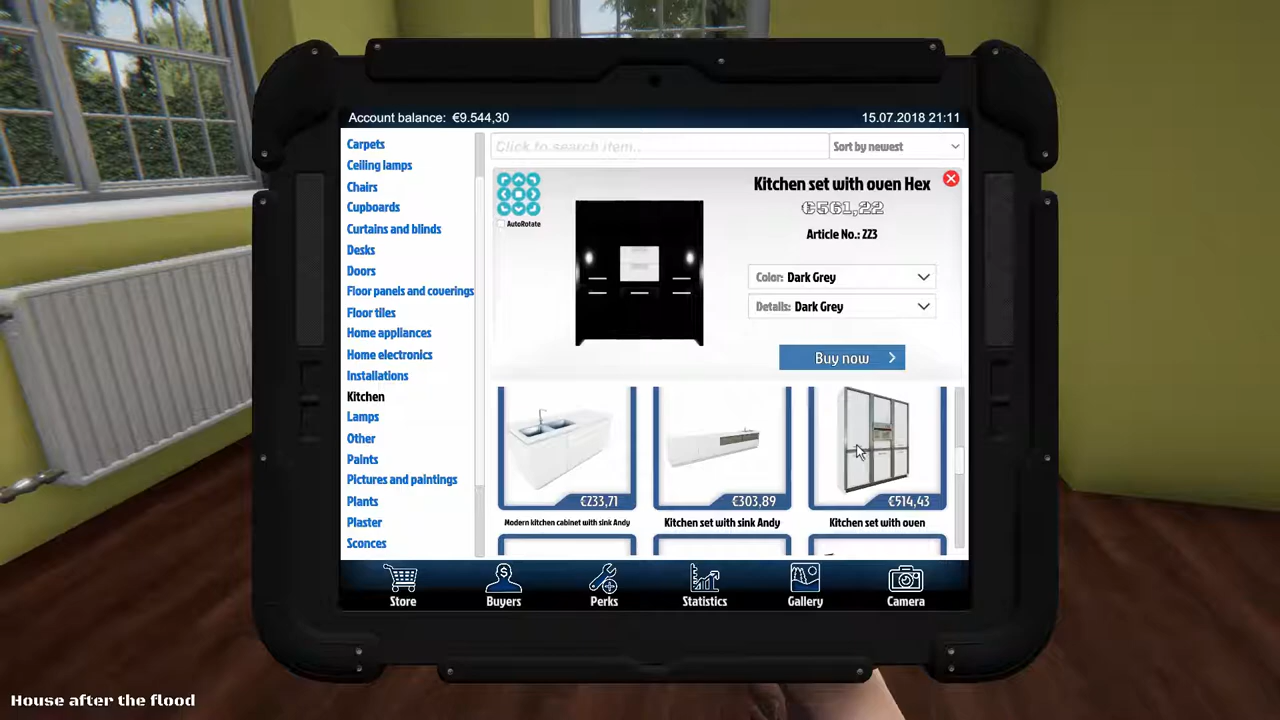 Account balance: €9.544,30
15.07.2018 21:11
Carpets
Ceiling lamps
Chairs
Cupboards
Curtains and blinds
Desks
Doors
Floor panels and coverings
Floor tiles
Home appliances
Home electronics
Installations
Kitchen
Lamps
Other
Paints
Pictures and paintings
Plants
Plaster
Sconces
Click to search item..
Sort by newest
AutoRotate
Kitchen set with oven Hex
€561,22
Article No.: ZZ3
Color: Dark Grey
Details: Dark Grey
Buy now
€233,71
€303,89
€514,43
Modern kitchen cabinet with sink Andy
Kitchen set with sink Andy
Kitchen set with oven
Store
Buyers
Perks
Statistics
Gallery
Camera
House after the flood